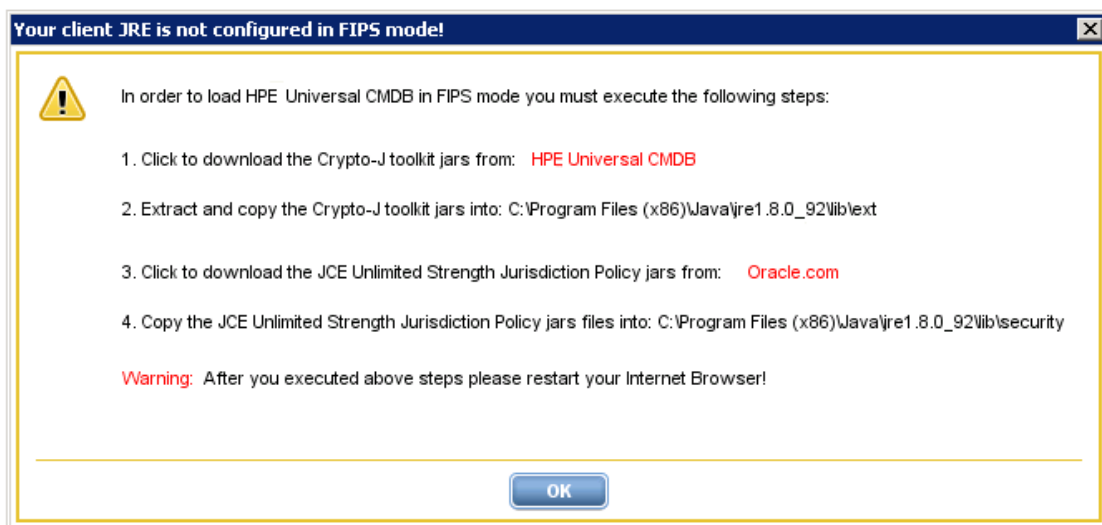 Your client JRE is not configured in FIPS mode!
In order to load HPE Universal CMDB in FIPS mode you must execute the following steps:
1. Click to download the Crypto-J toolkit jars from: HPE Universal CMDB
2. Extract and copy the Crypto-J toolkit jars into: C:\Program Files (x86)\Java\jre1.8.0_92\lib\ext
3. Click to download the JCE Unlimited Strength Jurisdiction Policy jars from: Oracle.com
4. Copy the JCE Unlimited Strength Jurisdiction Policy jars files into: C:\Program Files (x86)\Java\jre1.8.0_92\lib\security
Warning: After you executed above steps please restart your Internet Browser!
OK